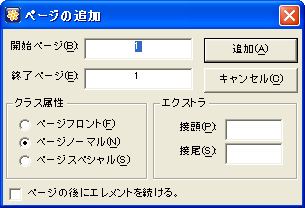 ページの追加
開始ページ(B): 1 追加(A)
終了ページ(E): 1 キャンセル(C)
クラス属性 エクストラ
ページフロント(F) 接頭(P):
ページノーマル(N)
ページスペシャル(S) 接尾(S):
ページの後にエレメントを続ける。